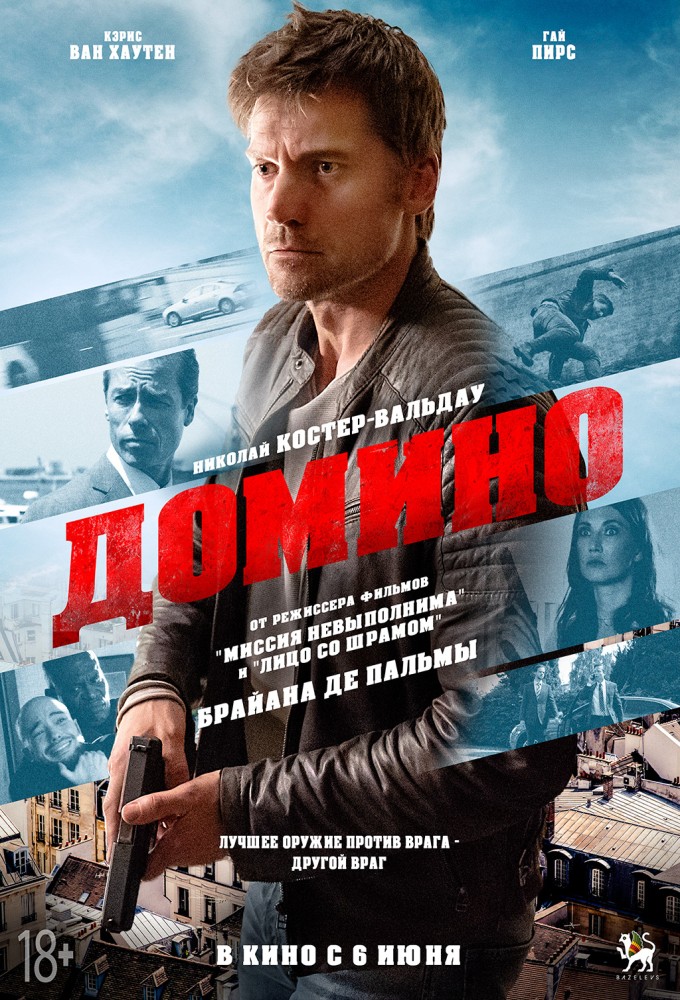 КЭРИС
ВАН ХАУТЕН
ГАЙ
ПИРС
НИКОЛАЙ КОСТЕР-ВАЛЬДАУ
ДОМИНО
ОТ РЕЖИССЕРА ФИЛЬМОВ
"МИССИЯ НЕВЫПОЛНИМА"
И "ЛИЦО СО ШРАМОМ"
БРАЙАНА ДЕ ПАЛЬМЫ
ЛУЧШЕЕ ОРУЖИЕ ПРОТИВ ВРАГА -
ДРУГОЙ ВРАГ
18+
В КИНО С 6 ИЮНЯ
BAZELEVS